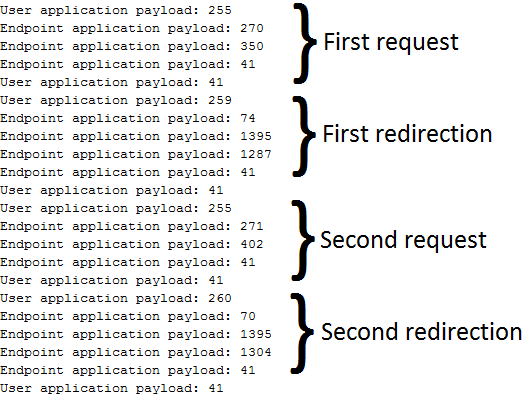 User application payload: 255
Endpoint application payload: 270
Endpoint application payload: 350
Endpoint application payload: 41
User application payload: 41
} First request
User application payload: 259
Endpoint application payload: 74
Endpoint application payload: 1395
Endpoint application payload: 1287
Endpoint application payload: 41
User application payload: 41
} First redirection
User application payload: 255
Endpoint application payload: 271
Endpoint application payload: 402
Endpoint application payload: 41
User application payload: 41
} Second request
User application payload: 260
Endpoint application payload: 70
Endpoint application payload: 1395
Endpoint application payload: 1304
Endpoint application payload: 41
User application payload: 41
} Second redirection